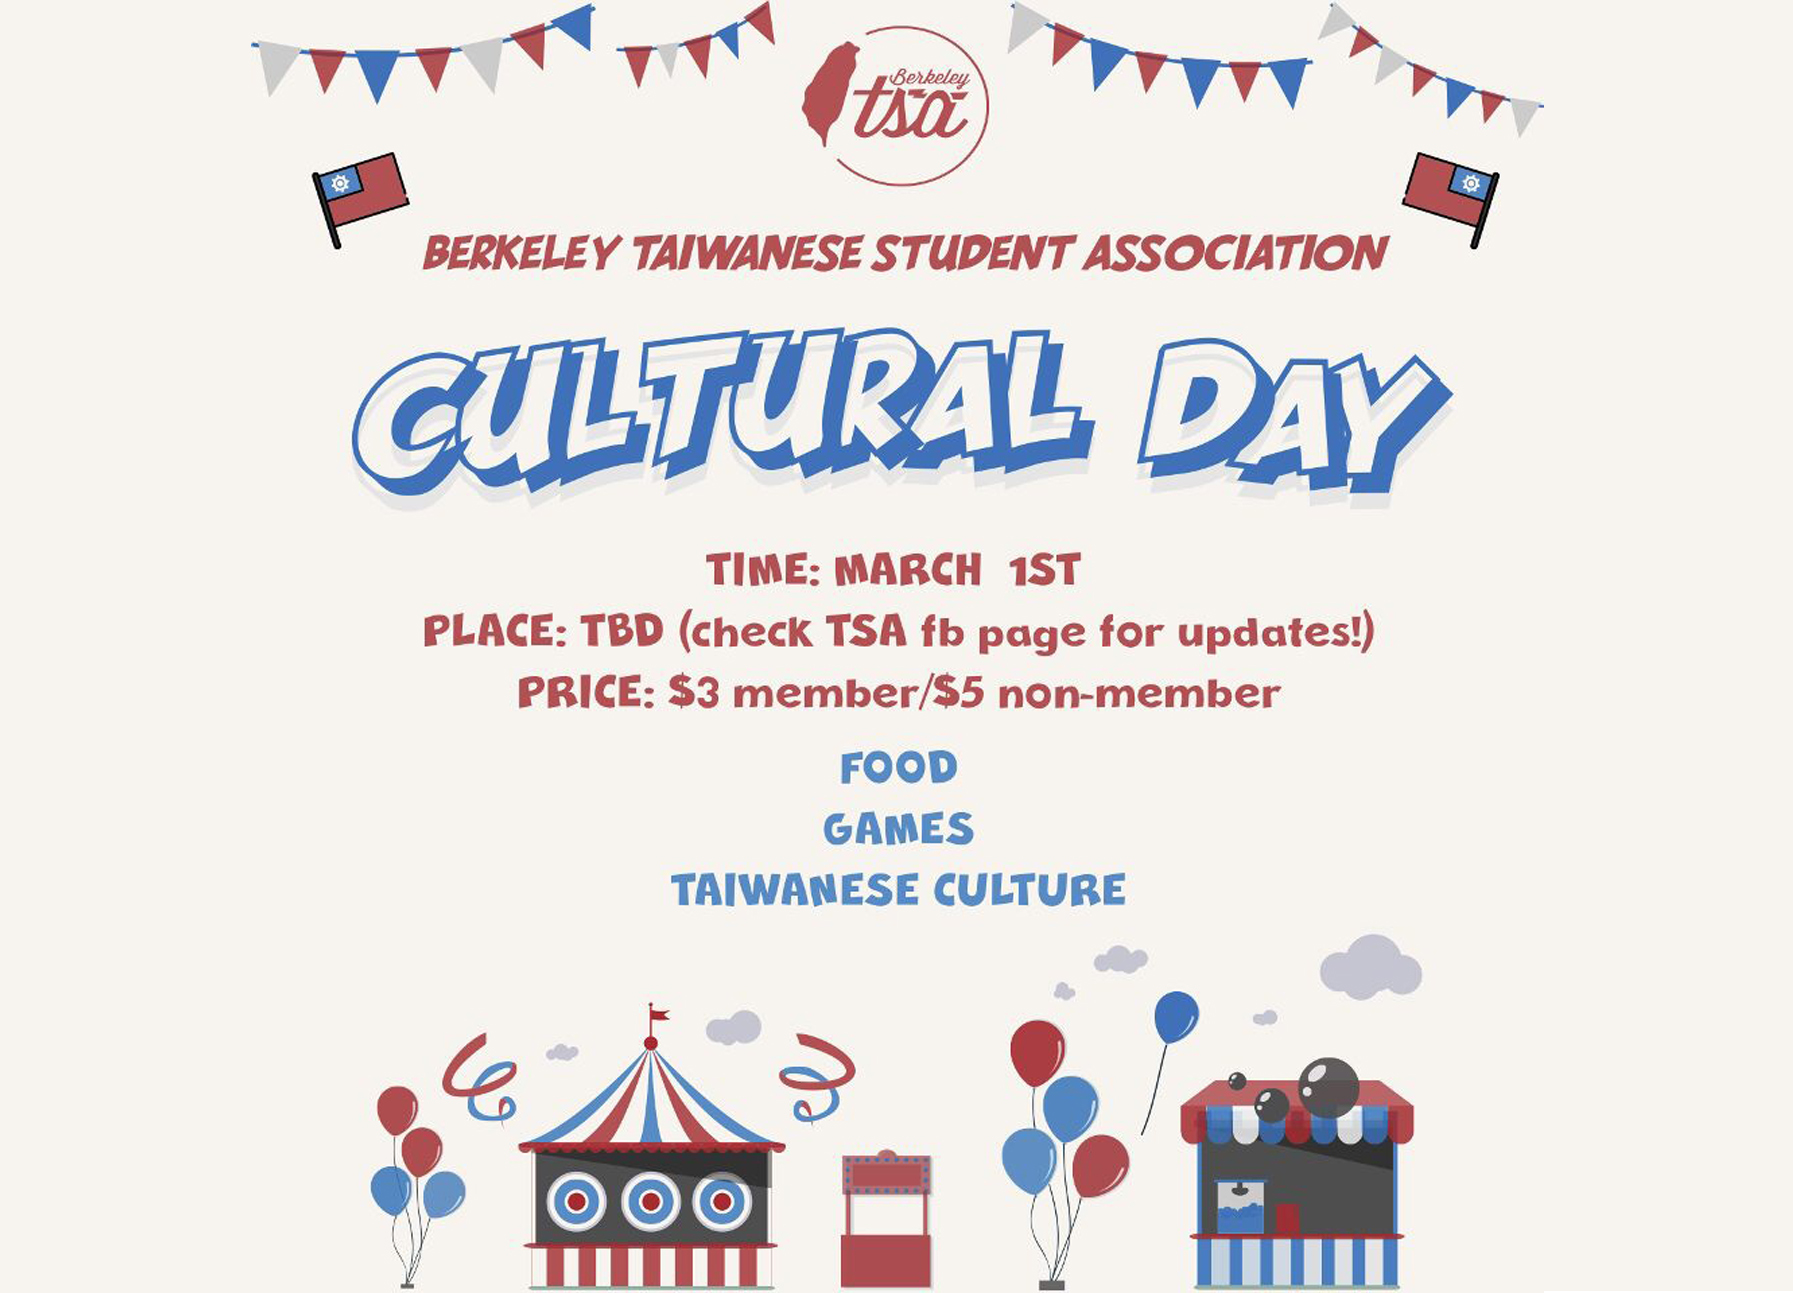 Berkeley
tsa
BERKELEY TAIWANESE STUDENT ASSOCIATION
CULTURAL DAY
TIME: MARCH 1ST
PLACE: TBD (check TSA fb page for updates!)
PRICE: $3 member/$5 non-member
FOOD
GAMES
TAIWANESE CULTURE